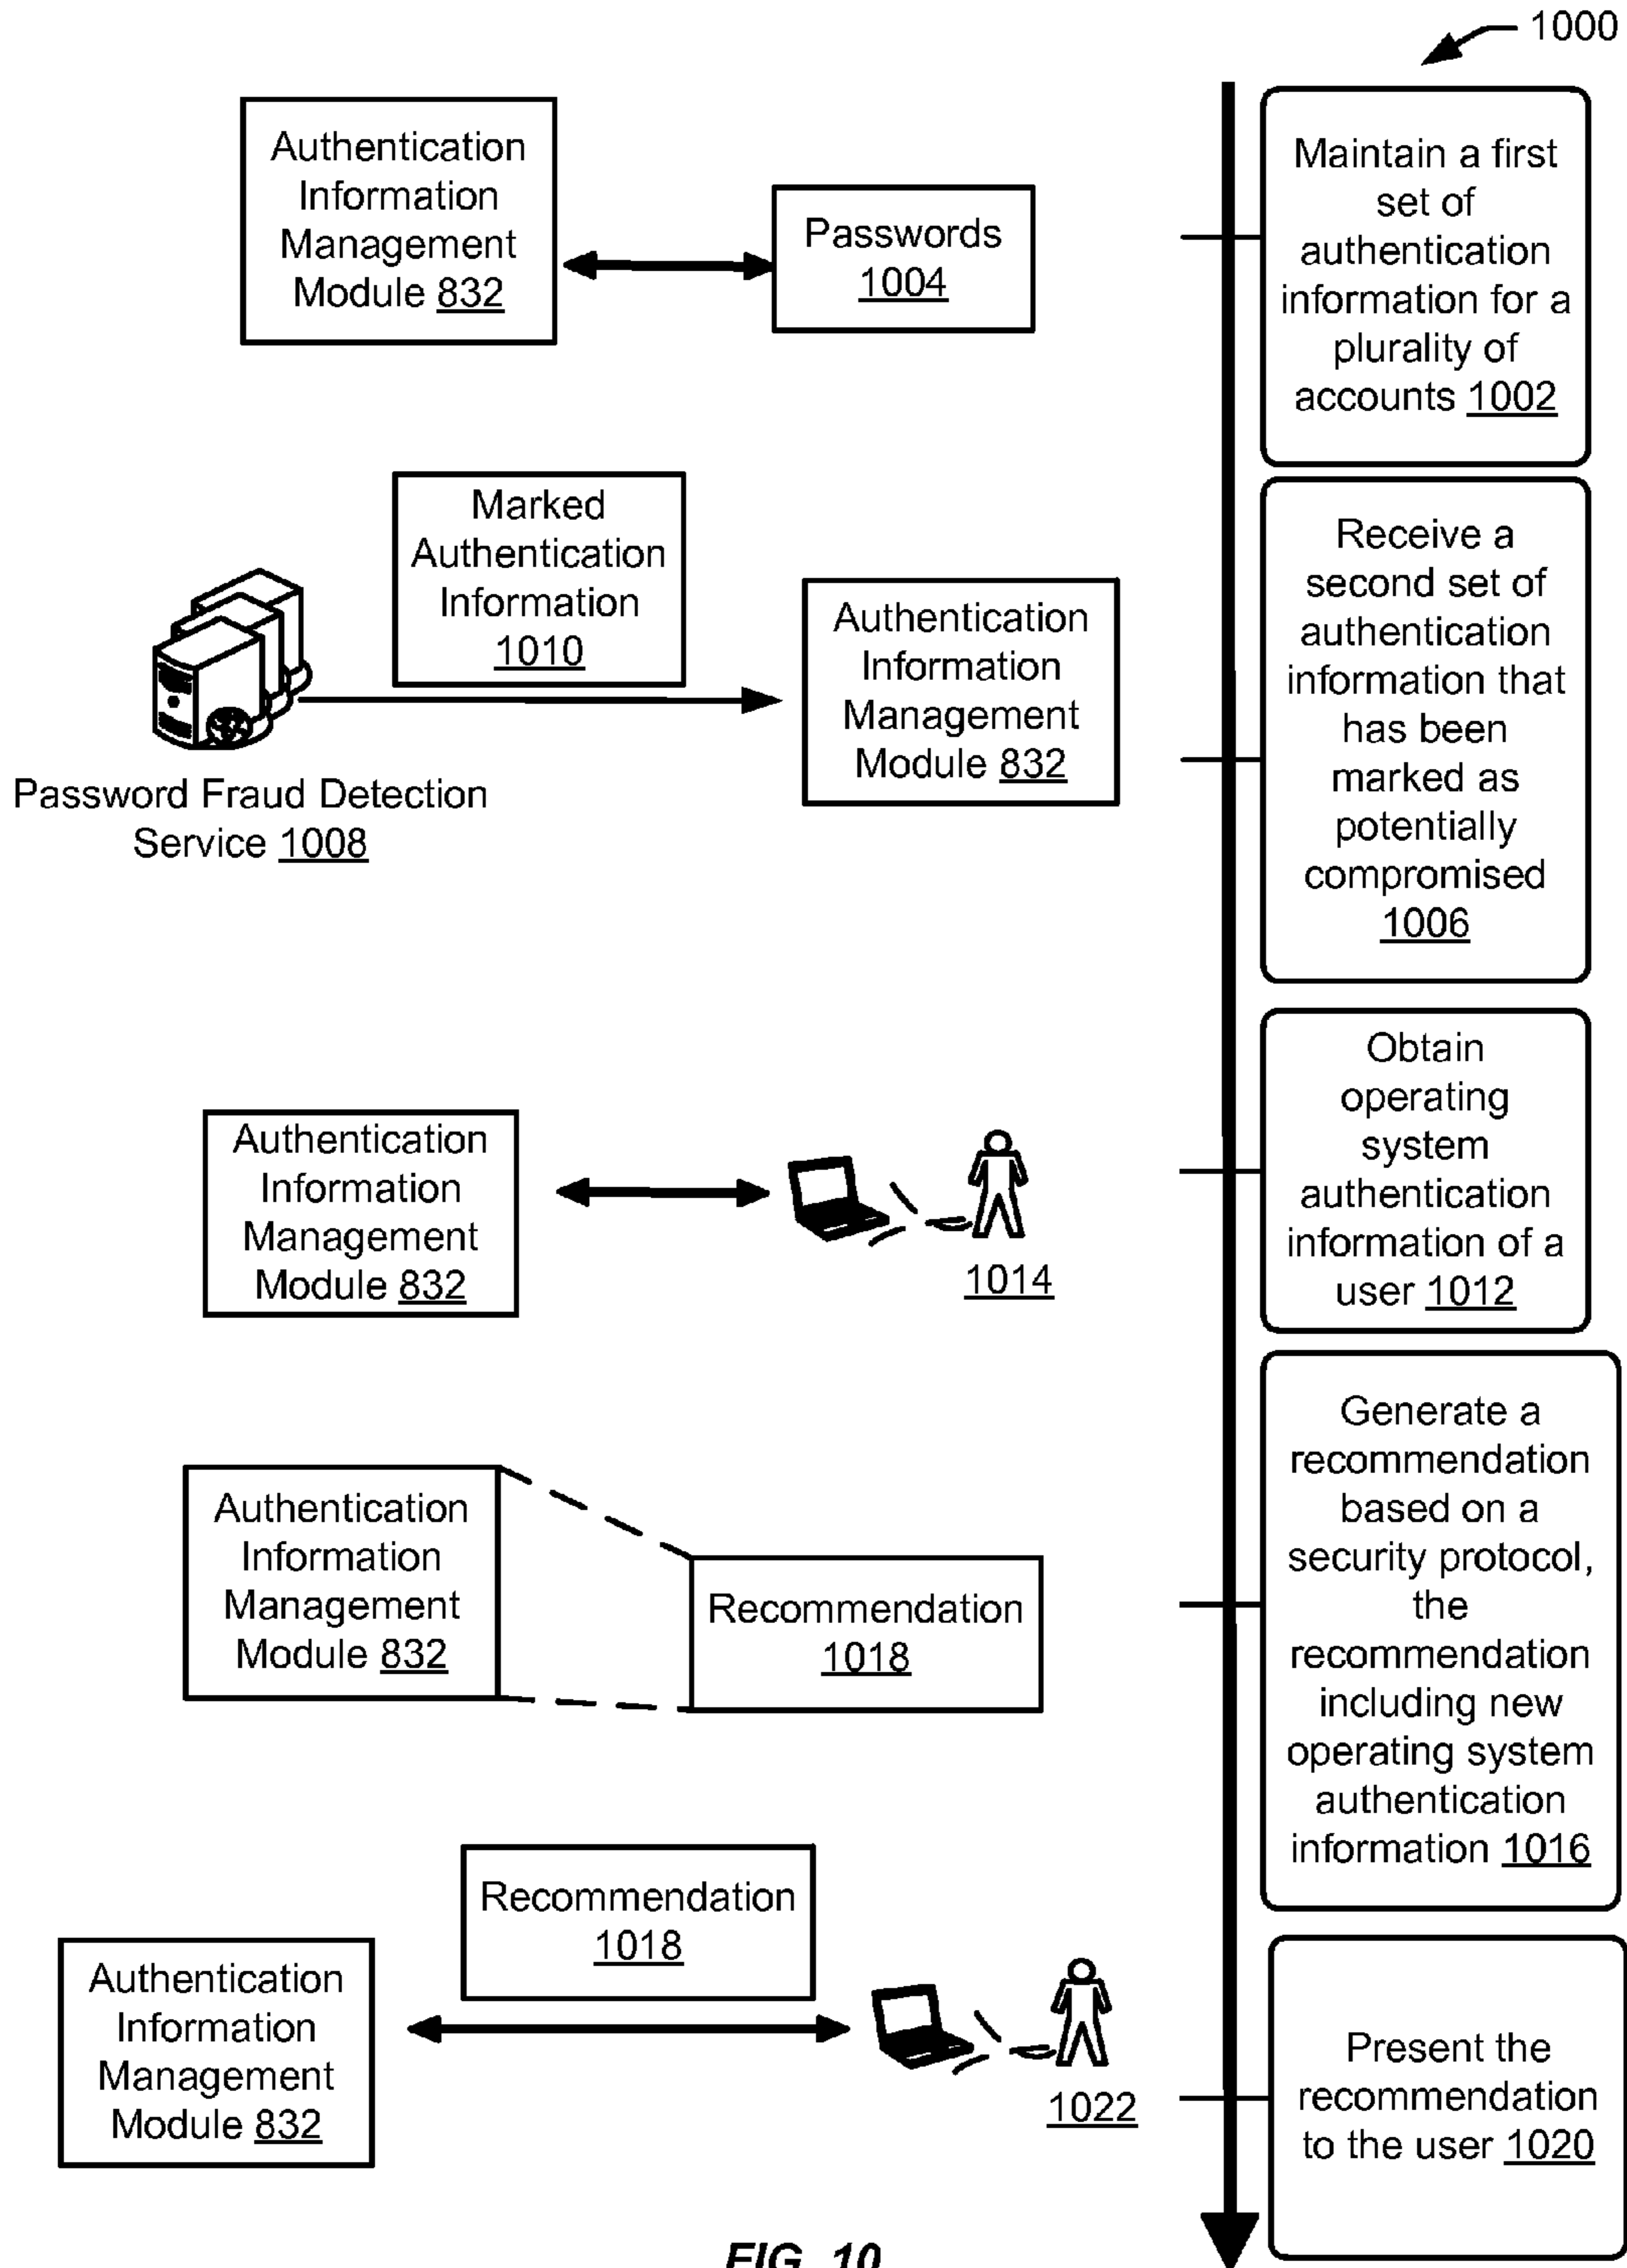 1000
Authentication
Information
Management
Module 832
Passwords
1004
Maintain a first
set of
authentication
information for a
plurality of
accounts 1002
Marked
Authentication
Information
1010
Password Fraud Detection
Service 1008
Authentication
Information
Management
Module 832
Receive a
second set of
authentication
information that
has been
marked as
potentially
compromised
1006
Authentication
Information
Management
Module 832
1014
Obtain
operating
system
authentication
information of a
user 1012
Authentication
Information
Management
Module 832
Recommendation
1018
Generate a
recommendation
based on a
security protocol,
the
recommendation
including new
operating system
authentication
information 1016
Authentication
Information
Management
Module 832
Recommendation
1018
1022
Present the
recommendation
to the user 1020
FIG. 10